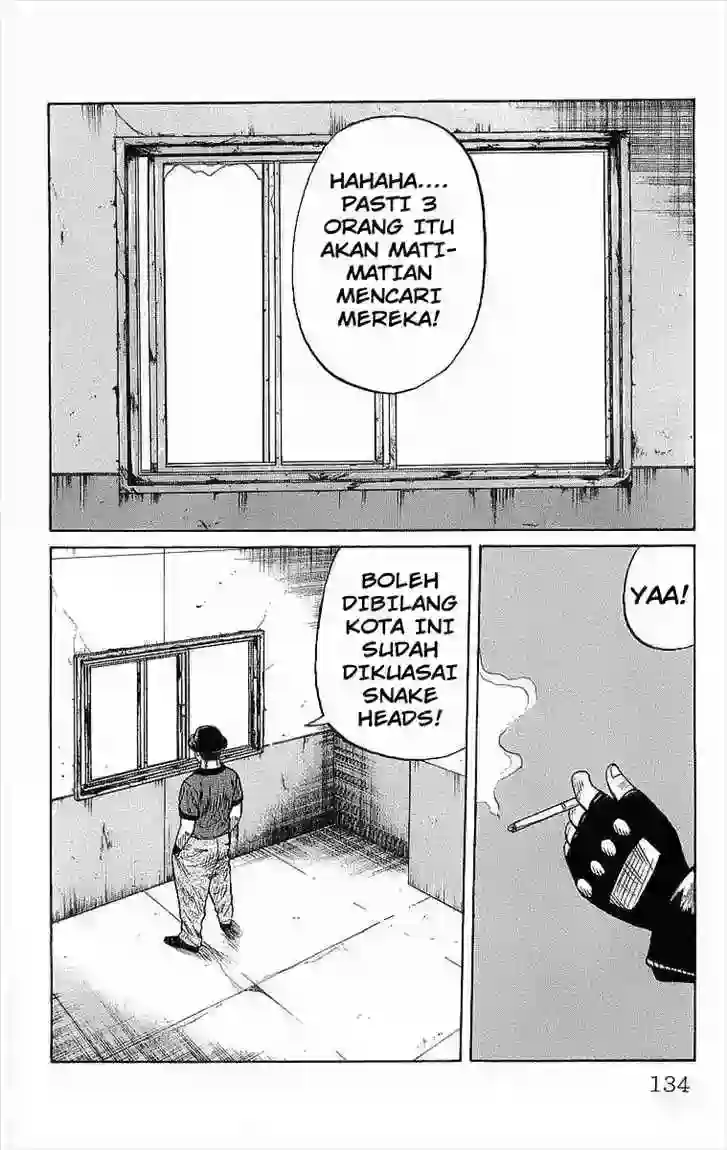 HAHAHA....
PASTI 3
ORANG ITU
AKAN MATI-
MATIAN
MENCARI
MEREKA!
YAA!
BOLEH
DIBILANG
KOTA INI
SUDAH
DIKUASAI
SNAKE
HEADS!
134